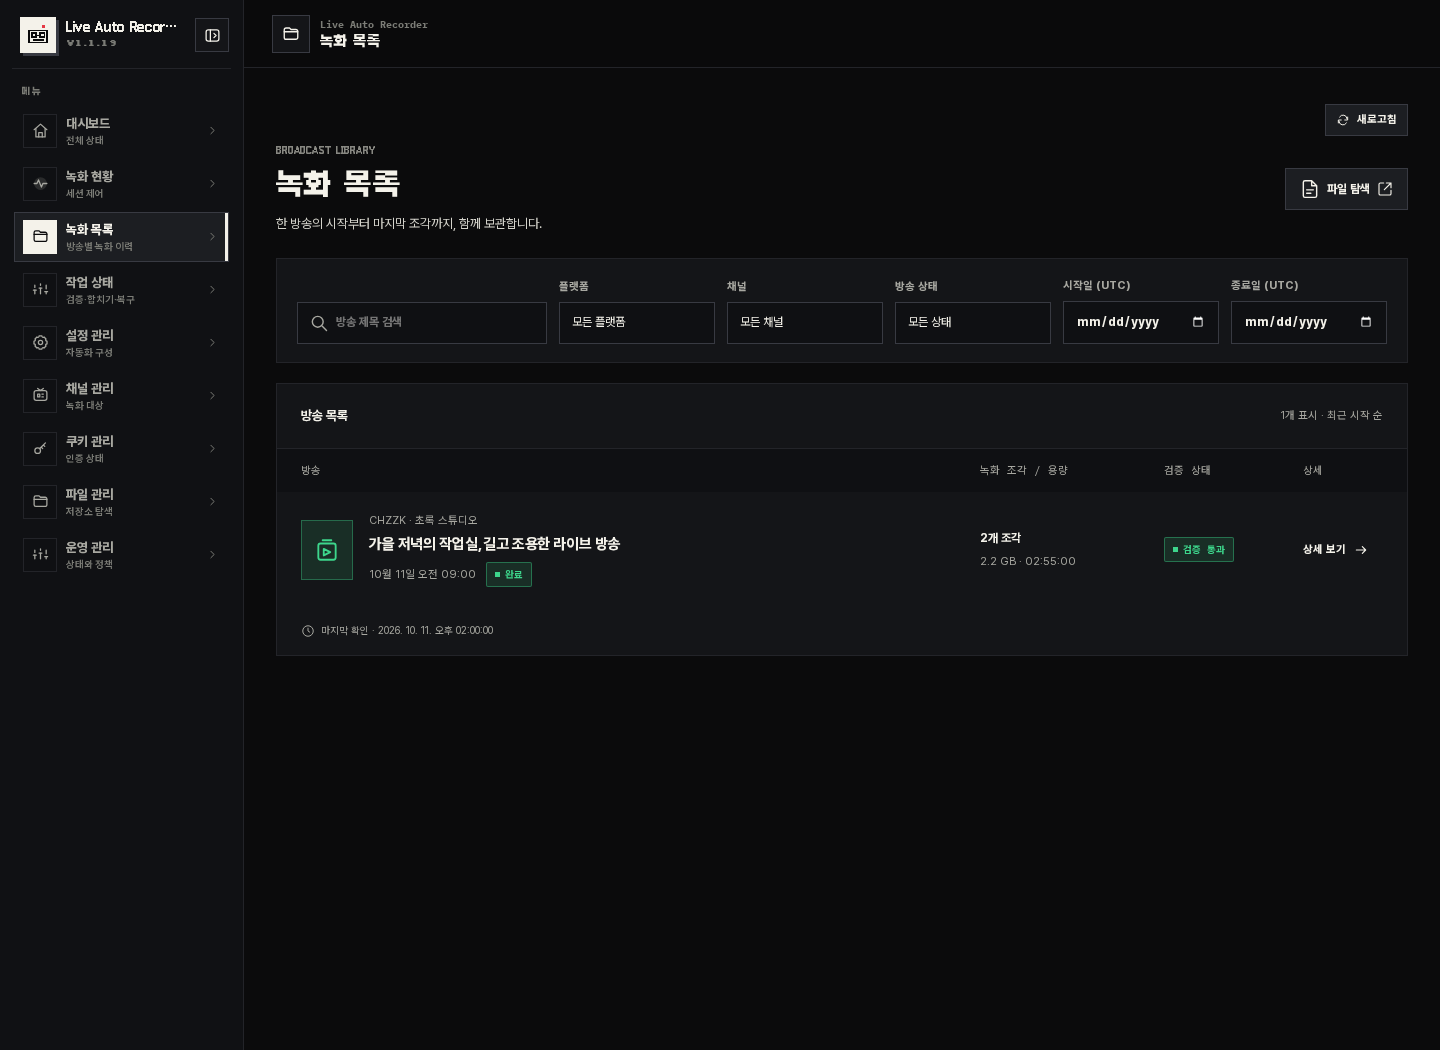 Live Auto Recor…
V1.1.19
메뉴
대시보드
전체 상태
녹화 현황
세션 제어
녹화 목록
방송별 녹화 이력
작업 상태
검증·합치기·복구
설정 관리
자동화 구성
채널 관리
녹화 대상
쿠키 관리
인증 상태
파일 관리
저장소 탐색
운영 관리
상태와 정책
Live Auto Recorder
녹화 목록
새로고침
BROADCAST LIBRARY
녹화 목록
파일 탐색
한 방송의 시작부터 마지막 조각까지, 함께 보관합니다.
플랫폼 채널 방송 상태 시작일 (UTC) 종료일 (UTC)
방송 제목 검색 모든 플랫폼 모든 채널 모든 상태 mm/dd/yyyy mm/dd/yyyy
방송 목록 1개 표시 · 최근 시작 순
방송 녹화 조각 / 용량 검증 상태 상세
CHZZK · 초록 스튜디오
가을 저녁의 작업실, 길고 조용한 라이브 방송
10월 11일 오전 09:00 완료
2개 조각
2.2 GB · 02:55:00
검증 통과
상세 보기
마지막 확인 · 2026. 10. 11. 오후 02:00:00